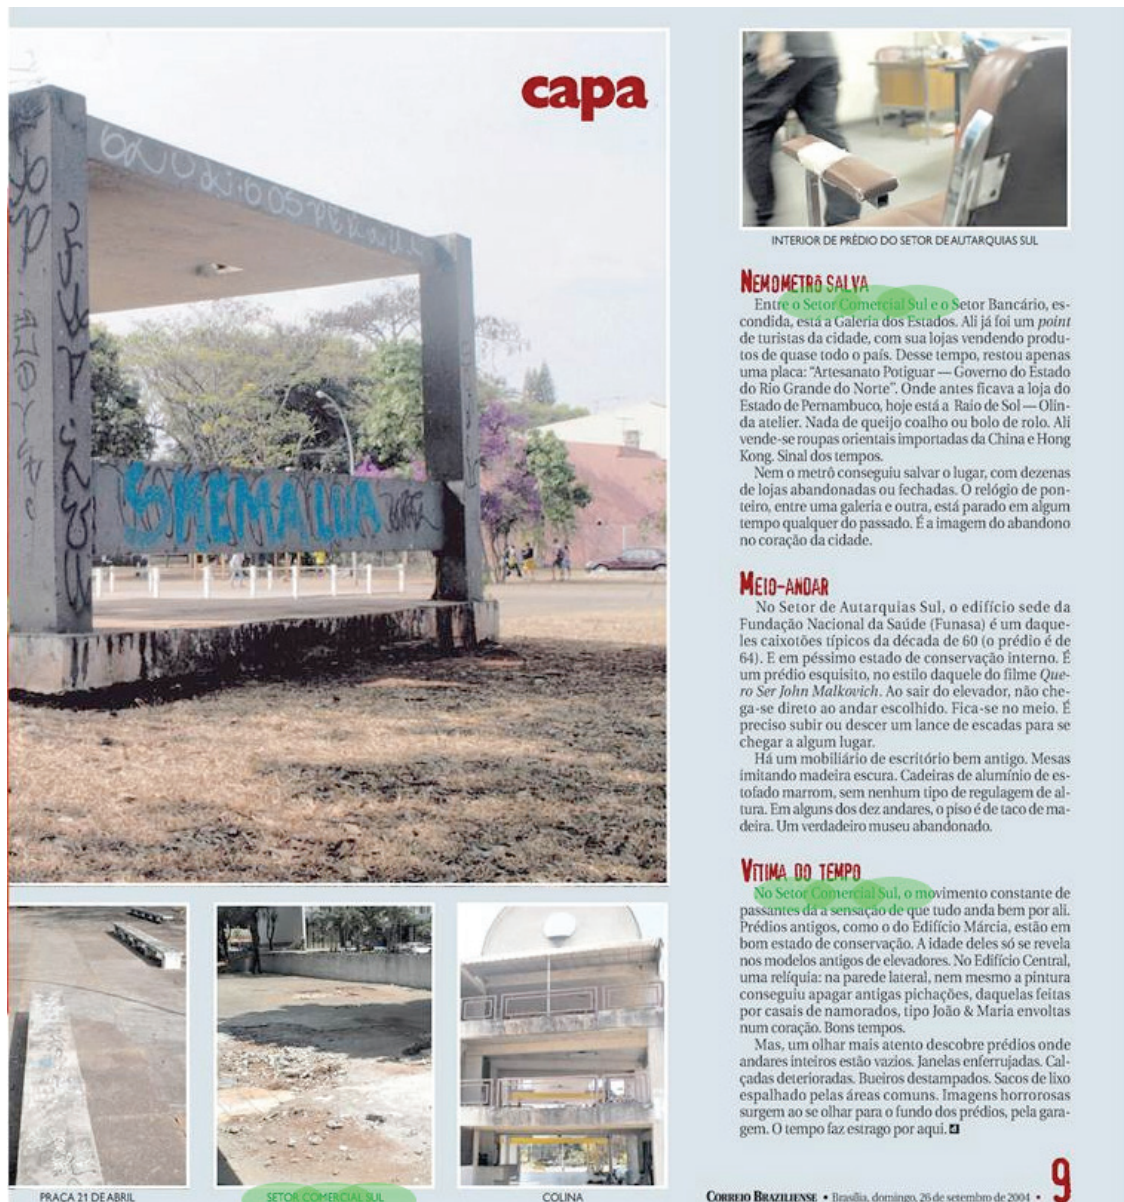 capa
SMEMA LUA
INTERIOR DE PRÉDIO DO SETOR DE AUTARQUIAS SUL
NEM O METRÔ SALVA
Entre o Setor Comercial Sul e o Setor Bancário, es-
condida, está a Galeria dos Estados. Ali já foi um point
de turistas da cidade, com sua lojas vendendo produ-
tos de quase todo o país. Desse tempo, restou apenas
uma placa: “Artesanato Potiguar — Governo do Estado
do Rio Grande do Norte”. Onde antes ficava a loja do
Estado de Pernambuco, hoje está a Raio de Sol — Olin-
da atelier. Nada de queijo coalho ou bolo de rolo. Ali
vende-se roupas orientais importadas da China e Hong
Kong. Sinal dos tempos.
Nem o metrô conseguiu salvar o lugar, com dezenas
de lojas abandonadas ou fechadas. O relógio de pon-
teiro, entre uma galeria e outra, está parado em algum
tempo qualquer do passado. É a imagem do abandono
no coração da cidade.
MEIO-ANDAR
No Setor de Autarquias Sul, o edifício sede da
Fundação Nacional da Saúde (Funasa) é um daque-
les caixotões típicos da década de 60 (o prédio é de
64). E em péssimo estado de conservação interno. É
um prédio esquisito, no estilo daquele do filme Que-
ro Ser John Malkovich. Ao sair do elevador, não che-
ga-se direto ao andar escolhido. Fica-se no meio. É
preciso subir ou descer um lance de escadas para se
chegar a algum lugar.
Há um mobiliário de escritório bem antigo. Mesas
imitando madeira escura. Cadeiras de alumínio de es-
tofado marrom, sem nenhum tipo de regulagem de al-
tura. Em alguns dos dez andares, o piso é de taco de ma-
deira. Um verdadeiro museu abandonado.
VÍTIMA DO TEMPO
No Setor Comercial Sul, o movimento constante de
passantes dá a sensação de que tudo anda bem por ali.
Prédios antigos, como o do Edifício Márcia, estão em
bom estado de conservação. A idade deles só se revela
nos modelos antigos de elevadores. No Edifício Central,
uma relíquia: na parede lateral, nem mesmo a pintura
conseguiu apagar antigas pichações, daquelas feitas
por casais de namorados, tipo João & Maria envoltas
num coração. Bons tempos.
Mas, um olhar mais atento descobre prédios onde
andares inteiros estão vazios. Janelas enferrujadas. Cal-
çadas deterioradas. Bueiros destampados. Sacos de lixo
espalhado pelas áreas comuns. Imagens horrorosas
surgem ao se olhar para o fundo dos prédios, pela gara-
gem. O tempo faz estrago por aqui.
PRAÇA 21 DE ABRIL
SETOR COMERCIAL SUL
COLINA
CORREIO BRAZILIENSE • Brasília, domingo, 26 de setembro de 2004 • 9